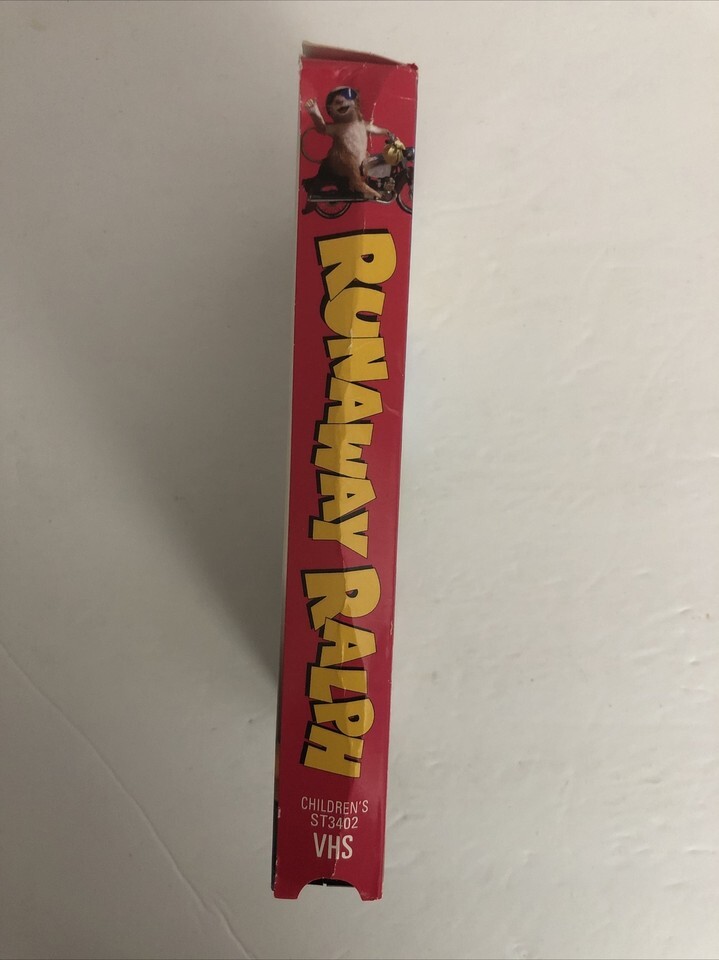 RUNAWAY RALPH
CHILDREN'S
ST3402
VHS